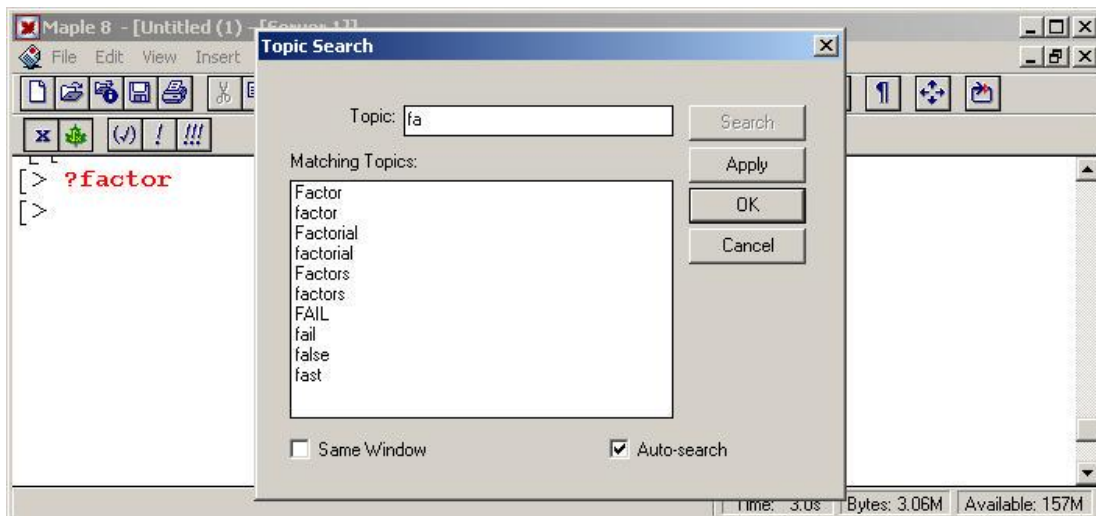 Maple 8 - [Untitled (1) - [Server 1]]
Topic Search
File Edit View Insert
Topic: fa
Search
Matching Topics:
Apply
Factor
OK
factor
Factorial
Cancel
factorial
Factors
factors
FAIL
fail
false
fast
Same Window
Auto-search
[> ?factor
[>
Time: 3.0s Bytes: 3.06M Available: 157M